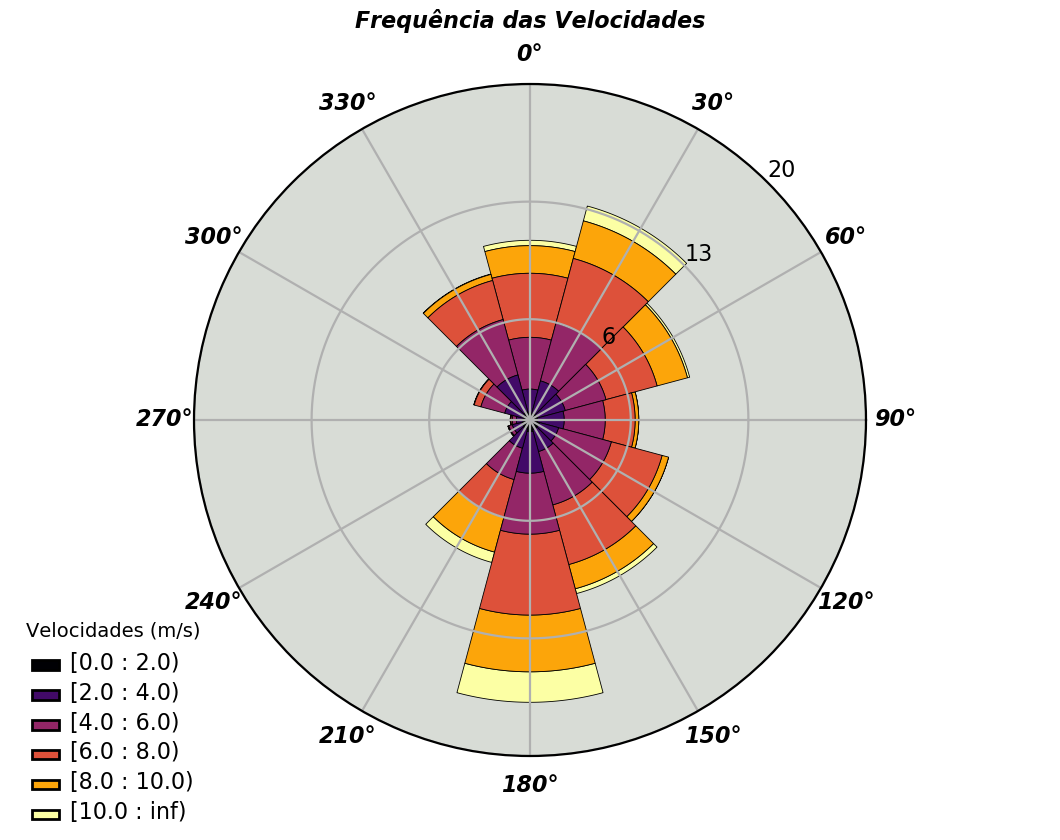 Frequência das Velocidades
0°
330°
30°
20
300°
60°
13
6
270°
90°
240°
120°
210°
150°
180°
Velocidades (m/s)
[0.0 : 2.0)
[2.0 : 4.0)
[4.0 : 6.0)
[6.0 : 8.0)
[8.0 : 10.0)
[10.0 : inf)